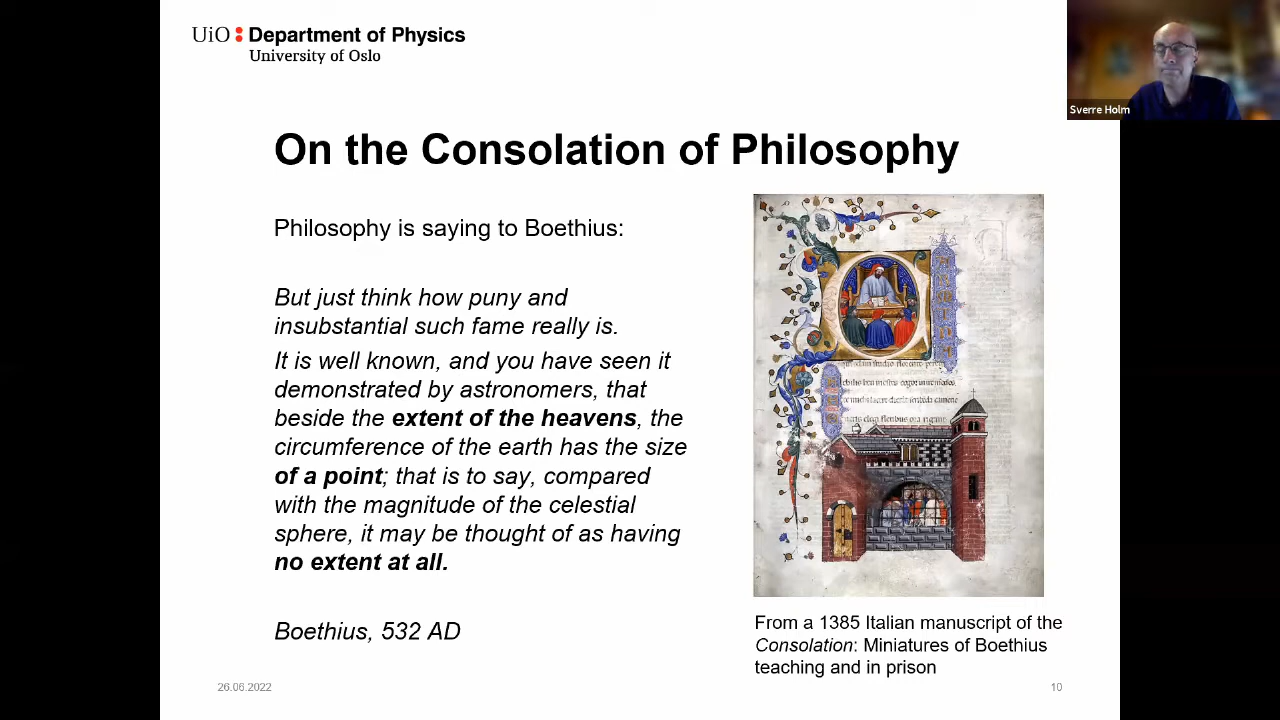 UiO Department of Physics
University of Oslo
Sverre Holm
On the Consolation of Philosophy
Philosophy is saying to Boethius:
But just think how puny and
insubstantial such fame really is.
It is well known, and you have seen it
demonstrated by astronomers, that
beside the extent of the heavens, the
circumference of the earth has the size
of a point; that is to say, compared
with the magnitude of the celestial
sphere, it may be thought of as having
no extent at all.
Boethius, 532 AD
From a 1385 Italian manuscript of the
Consolation: Miniatures of Boethius
teaching and in prison
26.06.2022
10